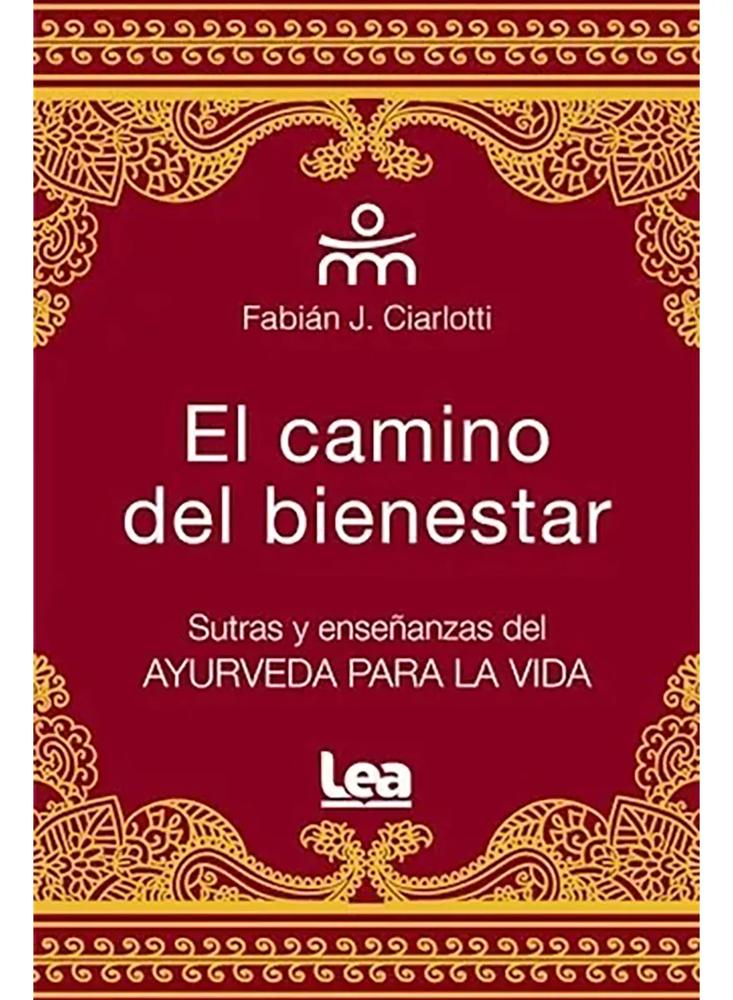 Fabián J. Ciarlotti
El camino
del bienestar
Sutras y enseñanzas del
AYURVEDA PARA LA VIDA
Lea